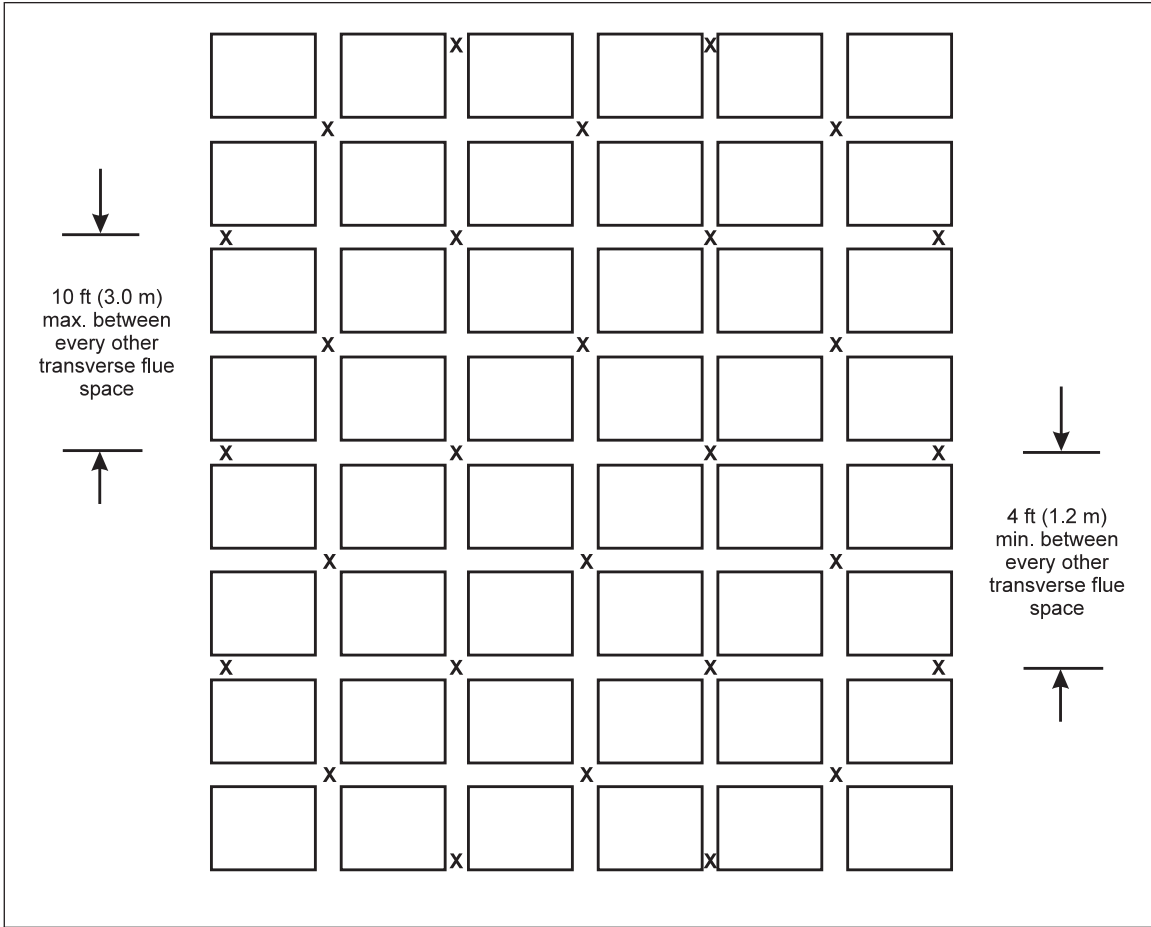 X X
X X X
X X X X
X X X
X X X X
X X X
X X X X
X X X
X X
10 ft (3.0 m)
max. between
every other
transverse flue
space
4 ft (1.2 m)
min. between
every other
transverse flue
space